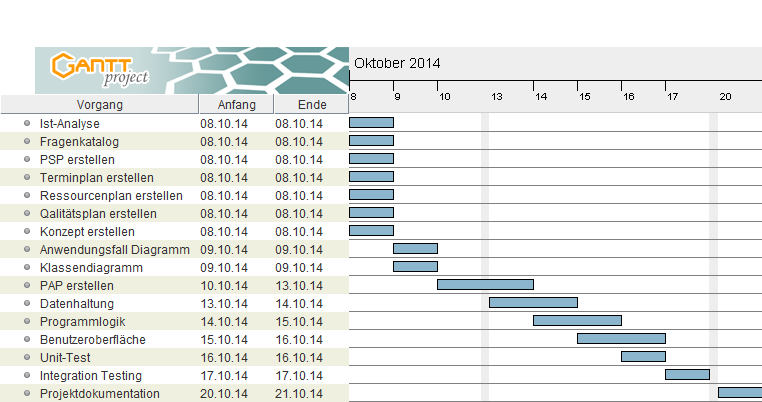 GANTT project
Oktober 2014
Vorgang Anfang Ende 8 9 10 13 14 15 16 17 20
Ist-Analyse 08.10.14 08.10.14
Fragenkatalog 08.10.14 08.10.14
PSP erstellen 08.10.14 08.10.14
Terminplan erstellen 08.10.14 08.10.14
Ressourcenplan erstellen 08.10.14 08.10.14
Qalitätsplan erstellen 08.10.14 08.10.14
Konzept erstellen 08.10.14 08.10.14
Anwendungsfall Diagramm 09.10.14 09.10.14
Klassendiagramm 09.10.14 09.10.14
PAP erstellen 10.10.14 13.10.14
Datenhaltung 13.10.14 14.10.14
Programmlogik 14.10.14 15.10.14
Benutzeroberfläche 15.10.14 16.10.14
Unit-Test 16.10.14 16.10.14
Integration Testing 17.10.14 17.10.14
Projektdokumentation 20.10.14 21.10.14